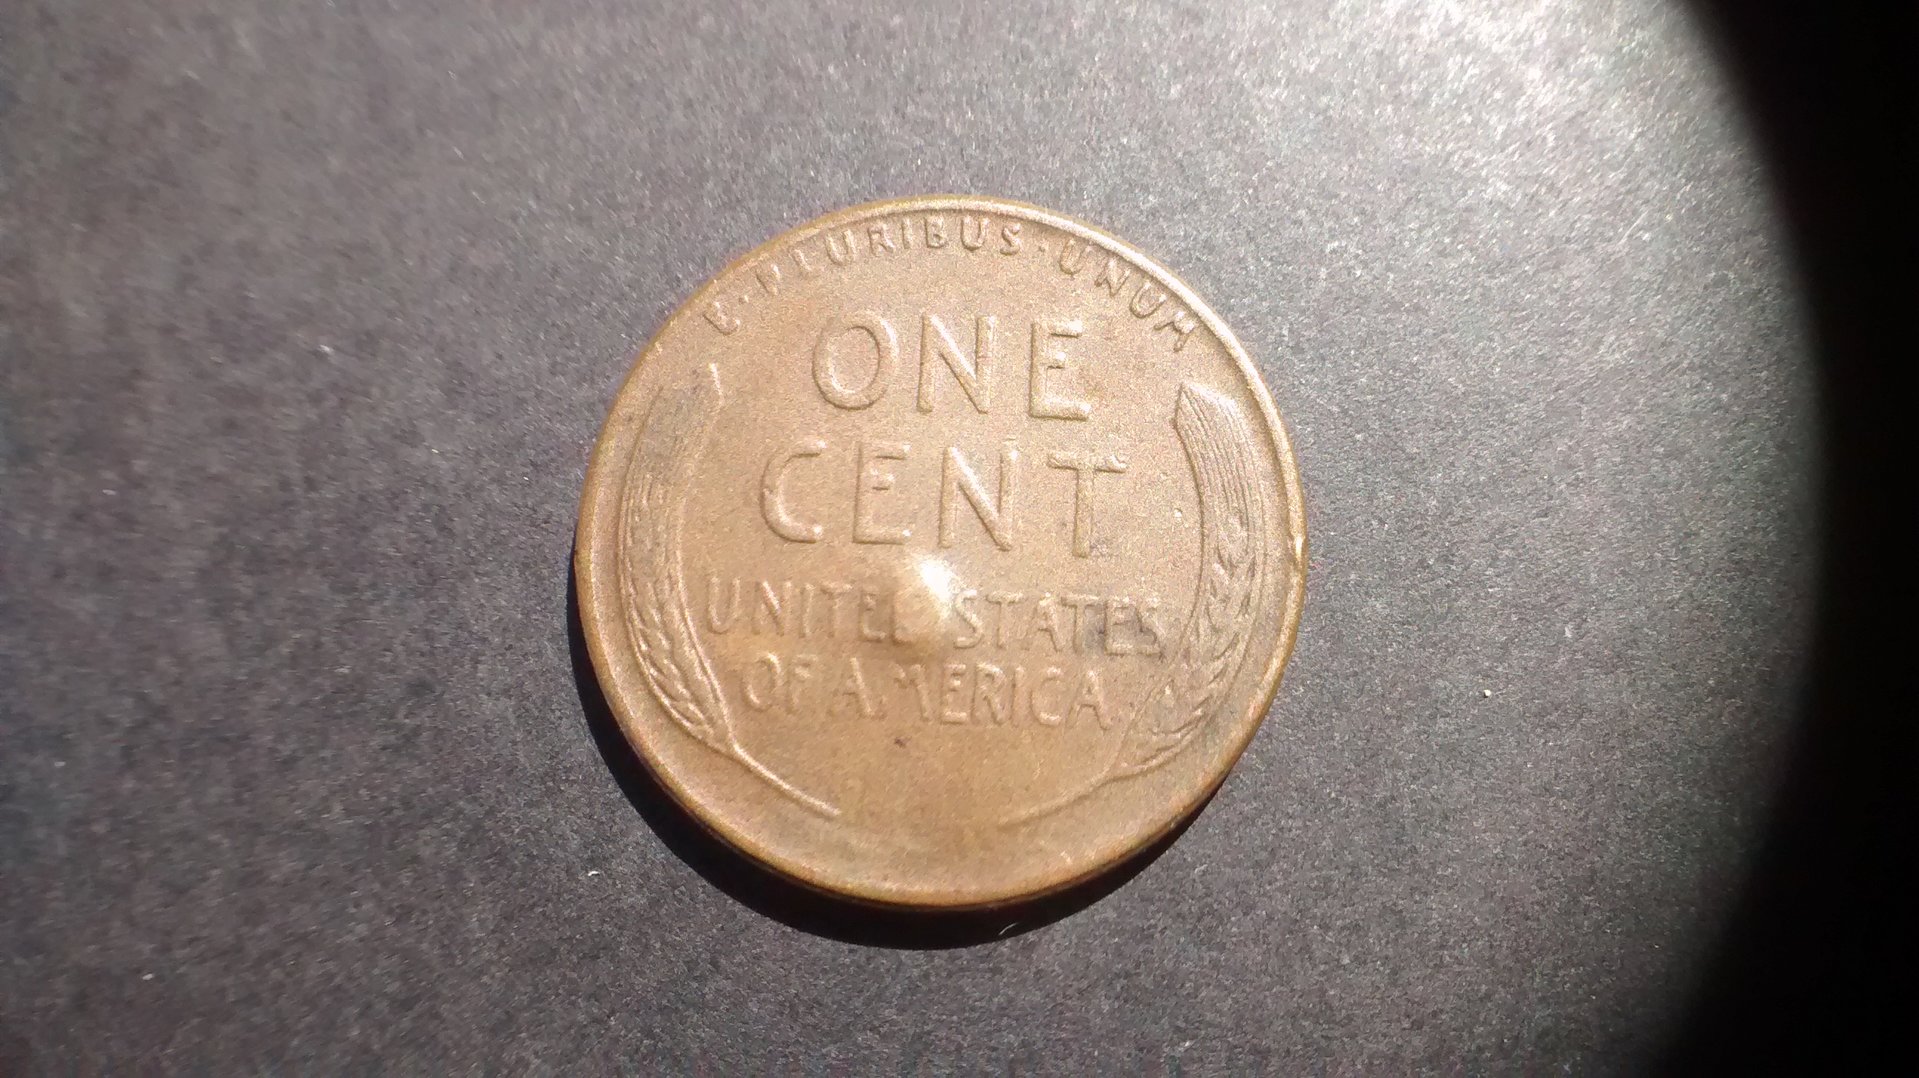 E·PLURIBUS·UNUM
ONE
CENT
UNITED STATES
OF AMERICA